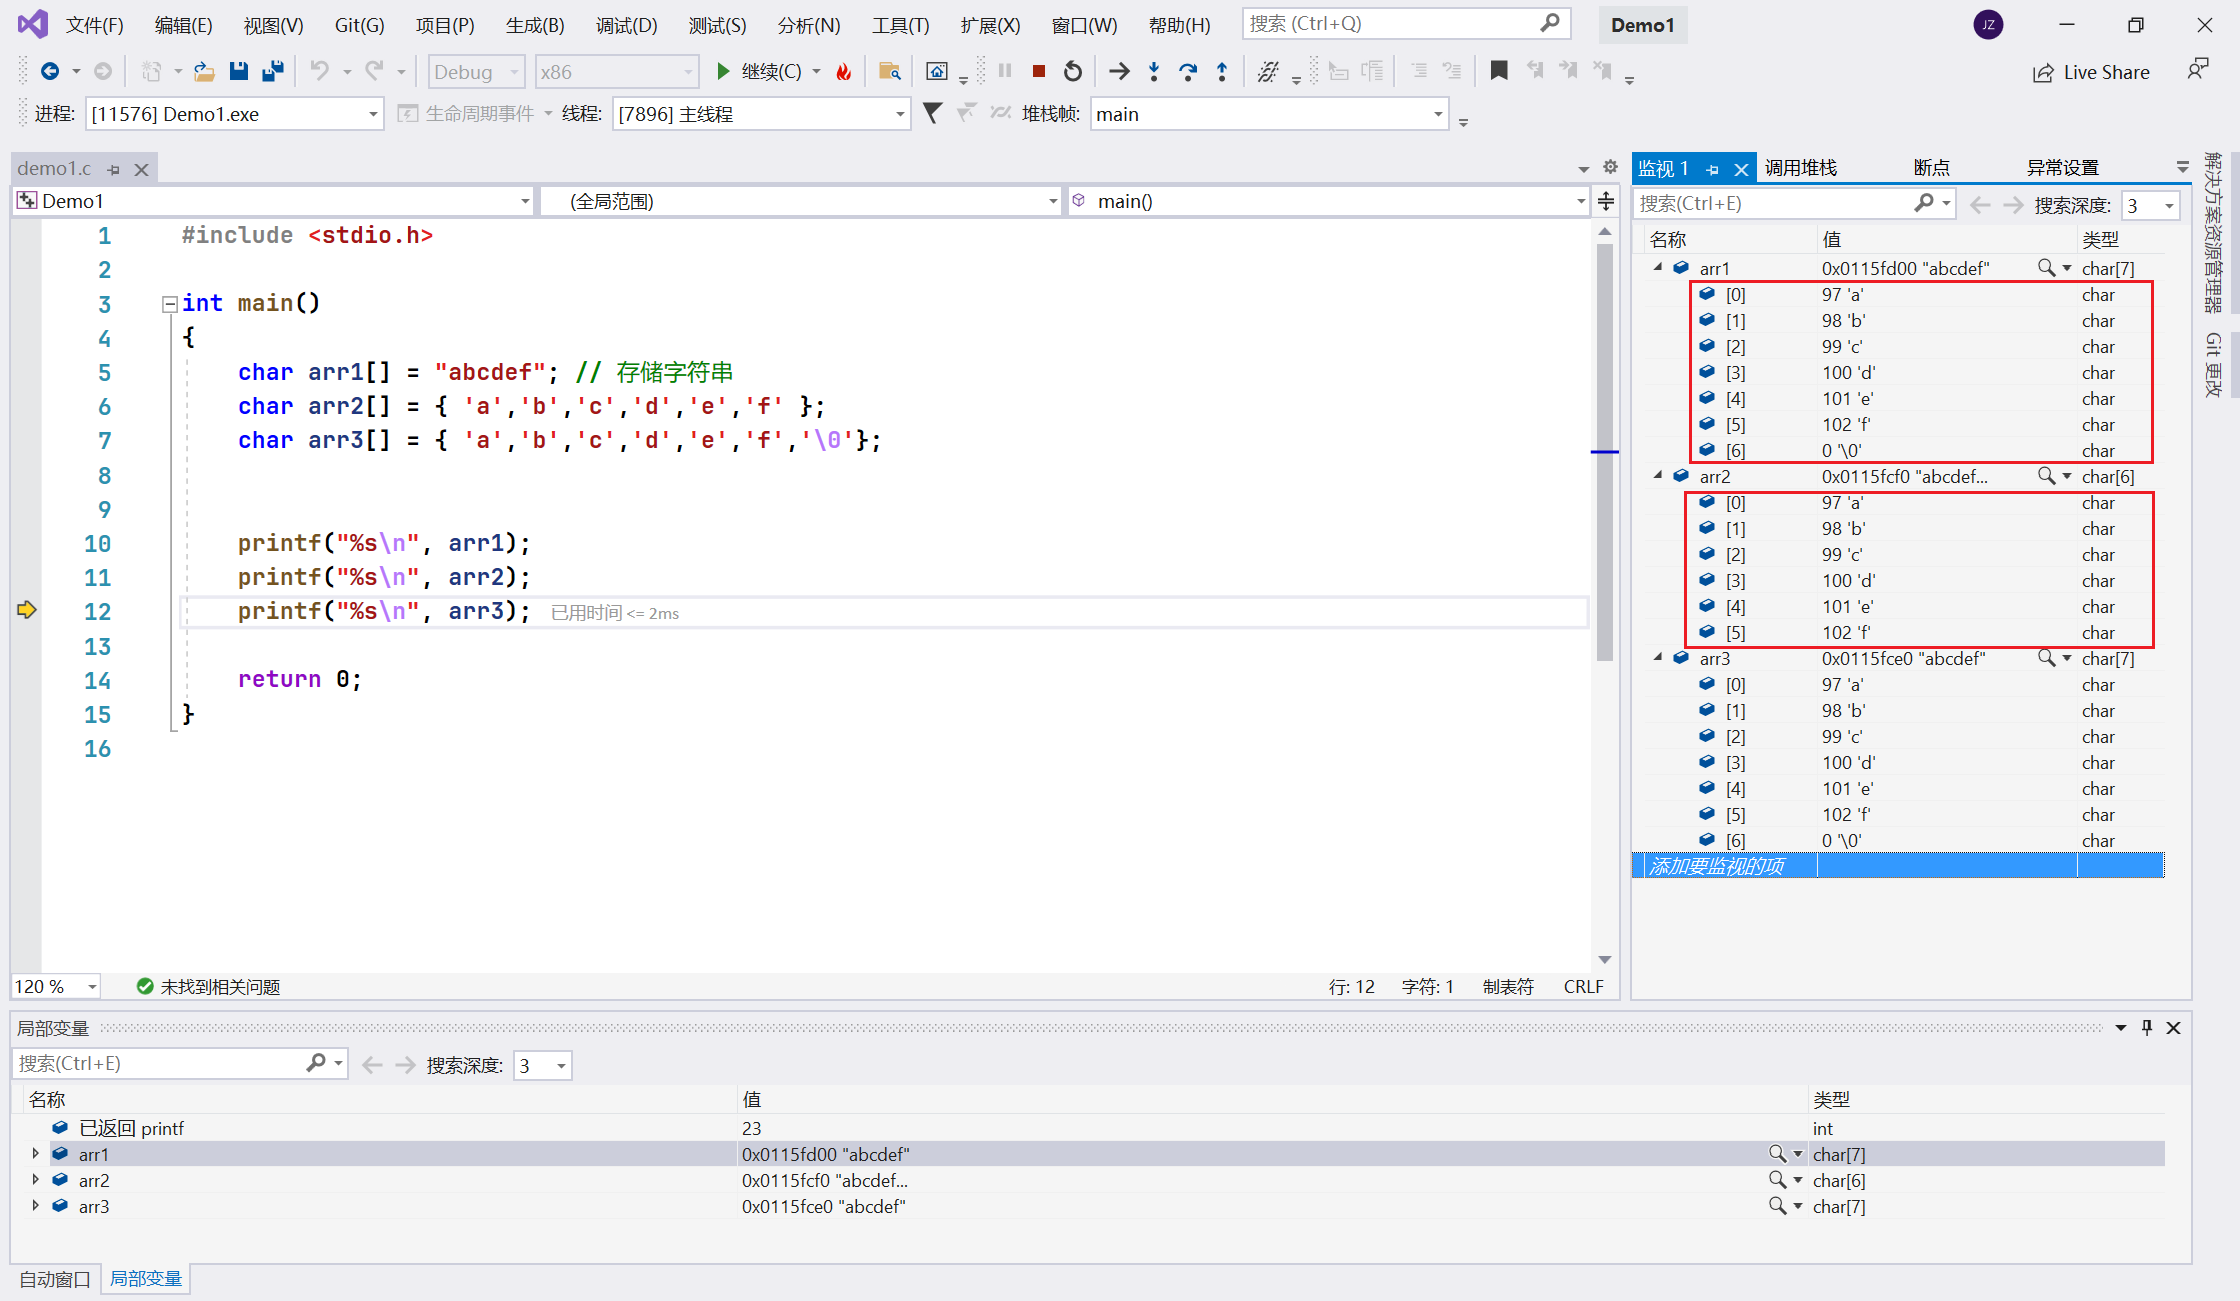 文件(F) 编辑(E) 视图(V) Git(G) 项目(P) 生成(B) 调试(D) 测试(S) 分析(N) 工具(T) 扩展(X) 窗口(W) 帮助(H) 搜索 (Ctrl+Q) Demo1 JZ
Debug x86 继续(C) Live Share
进程: [11576] Demo1.exe 生命周期事件 线程: [7896] 主线程 堆栈帧: main
demo1.c
Demo1 (全局范围) main()
1 #include <stdio.h>
2
3 int main()
4 {
5 char arr1[] = "abcdef"; // 存储字符串
6 char arr2[] = { 'a','b','c','d','e','f' };
7 char arr3[] = { 'a','b','c','d','e','f','\0'};
8
9
10 printf("%s\n", arr1);
11 printf("%s\n", arr2);
12 printf("%s\n", arr3); 已用时间 <= 2ms
13
14 return 0;
15 }
16
120 % 未找到相关问题 行: 12 字符: 1 制表符 CRLF
监视 1 调用堆栈 断点 异常设置
搜索(Ctrl+E) 搜索深度: 3
名称 值 类型
arr1 0x0115fd00 "abcdef" char[7]
[0] 97 'a' char
[1] 98 'b' char
[2] 99 'c' char
[3] 100 'd' char
[4] 101 'e' char
[5] 102 'f' char
[6] 0 '\0' char
arr2 0x0115fcf0 "abcdef... char[6]
[0] 97 'a' char
[1] 98 'b' char
[2] 99 'c' char
[3] 100 'd' char
[4] 101 'e' char
[5] 102 'f' char
arr3 0x0115fce0 "abcdef" char[7]
[0] 97 'a' char
[1] 98 'b' char
[2] 99 'c' char
[3] 100 'd' char
[4] 101 'e' char
[5] 102 'f' char
[6] 0 '\0' char
添加要监视的项
解决方案资源管理器
Git 更改
局部变量
搜索(Ctrl+E) 搜索深度: 3
名称 值 类型
已返回 printf 23 int
arr1 0x0115fd00 "abcdef" char[7]
arr2 0x0115fcf0 "abcdef... char[6]
arr3 0x0115fce0 "abcdef" char[7]
自动窗口 局部变量